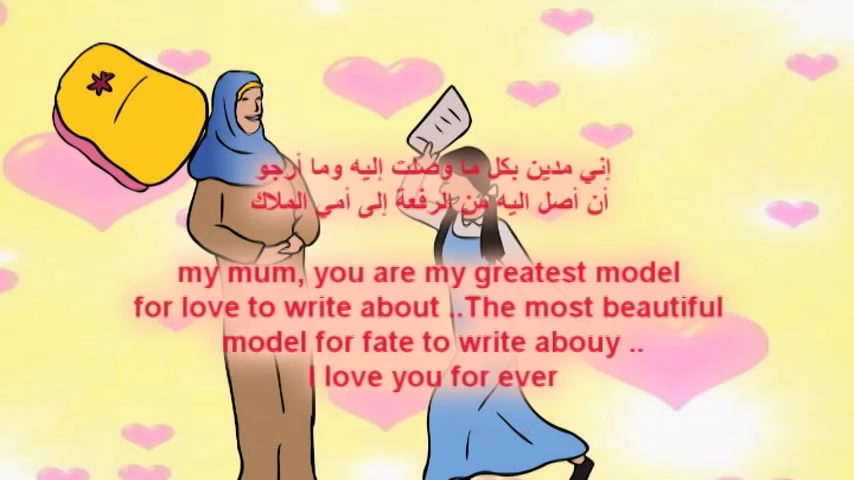 إني مدين بكل ما وصلت إليه وما أرجو
أن أصل اليه من الرفعة إلى أمي الملاك
my mum, you are my greatest model
for love to write about ..The most beautiful
model for fate to write abouy ..
I love you for ever